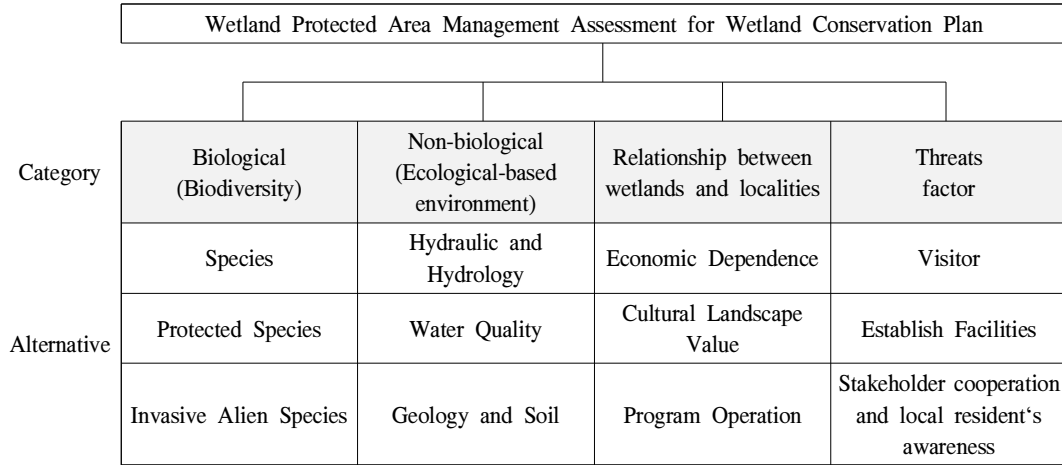 Wetland Protected Area Management Assessment for Wetland Conservation Plan
Category
Biological
(Biodiversity)
Non-biological
(Ecological-based
environment)
Relationship between
wetlands and localities
Threats
factor
Alternative
Species
Hydraulic and
Hydrology
Economic Dependence
Visitor
Protected Species
Water Quality
Cultural Landscape
Value
Establish Facilities
Invasive Alien Species
Geology and Soil
Program Operation
Stakeholder cooperation
and local resident‘s
awareness